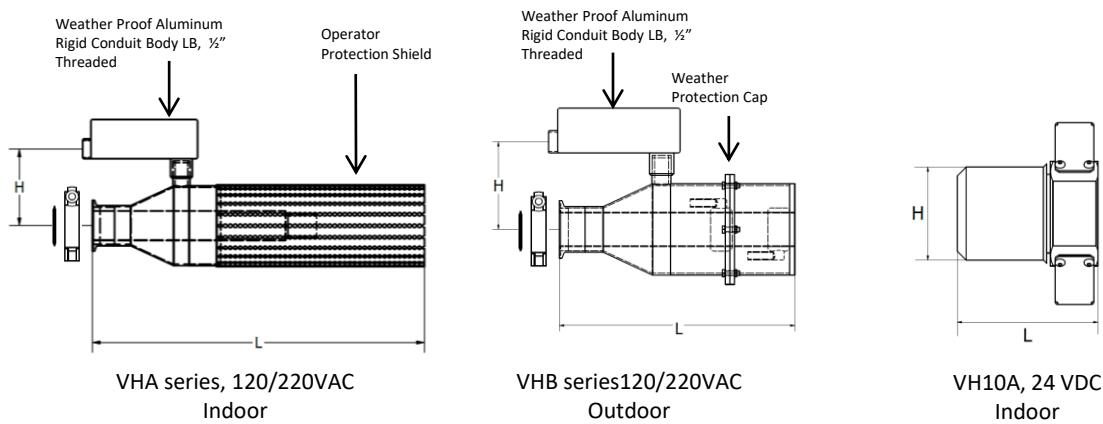 Weather Proof Aluminum
Rigid Conduit Body LB, ½”
Threaded
Operator
Protection Shield
H
L
VHA series, 120/220VAC
Indoor
Weather Proof Aluminum
Rigid Conduit Body LB, ½”
Threaded
Weather
Protection Cap
H
L
VHB series120/220VAC
Outdoor
H
L
VH10A, 24 VDC
Indoor